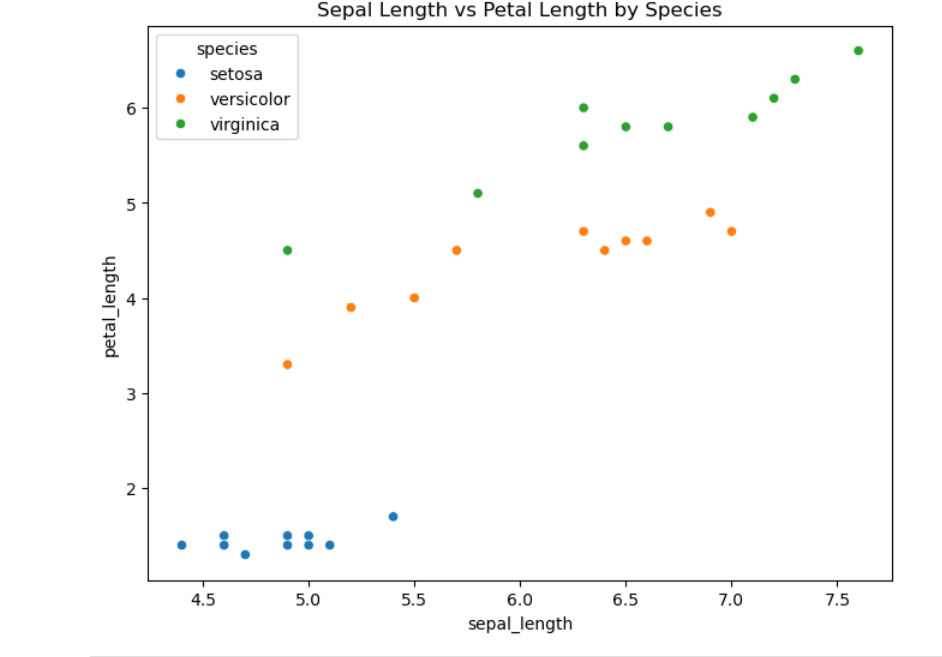 Sepal Length vs Petal Length by Species
species
setosa
versicolor
virginica
petal_length
6
5
4
3
2
4.5 5.0 5.5 6.0 6.5 7.0 7.5
sepal_length